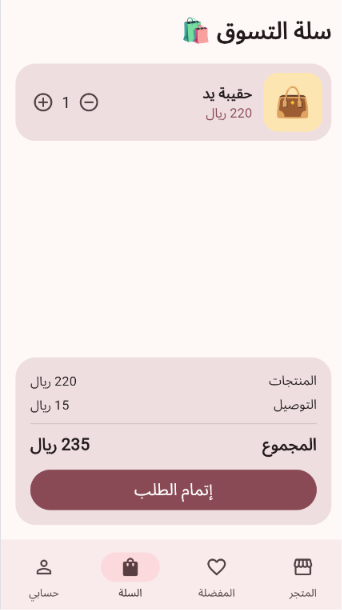 سلة التسوق 🛍️
حقيبة يد
220 ريال
1
المنتجات 220 ريال
التوصيل 15 ريال
المجموع 235 ريال
إتمام الطلب
المتجر المفضلة السلة حسابي